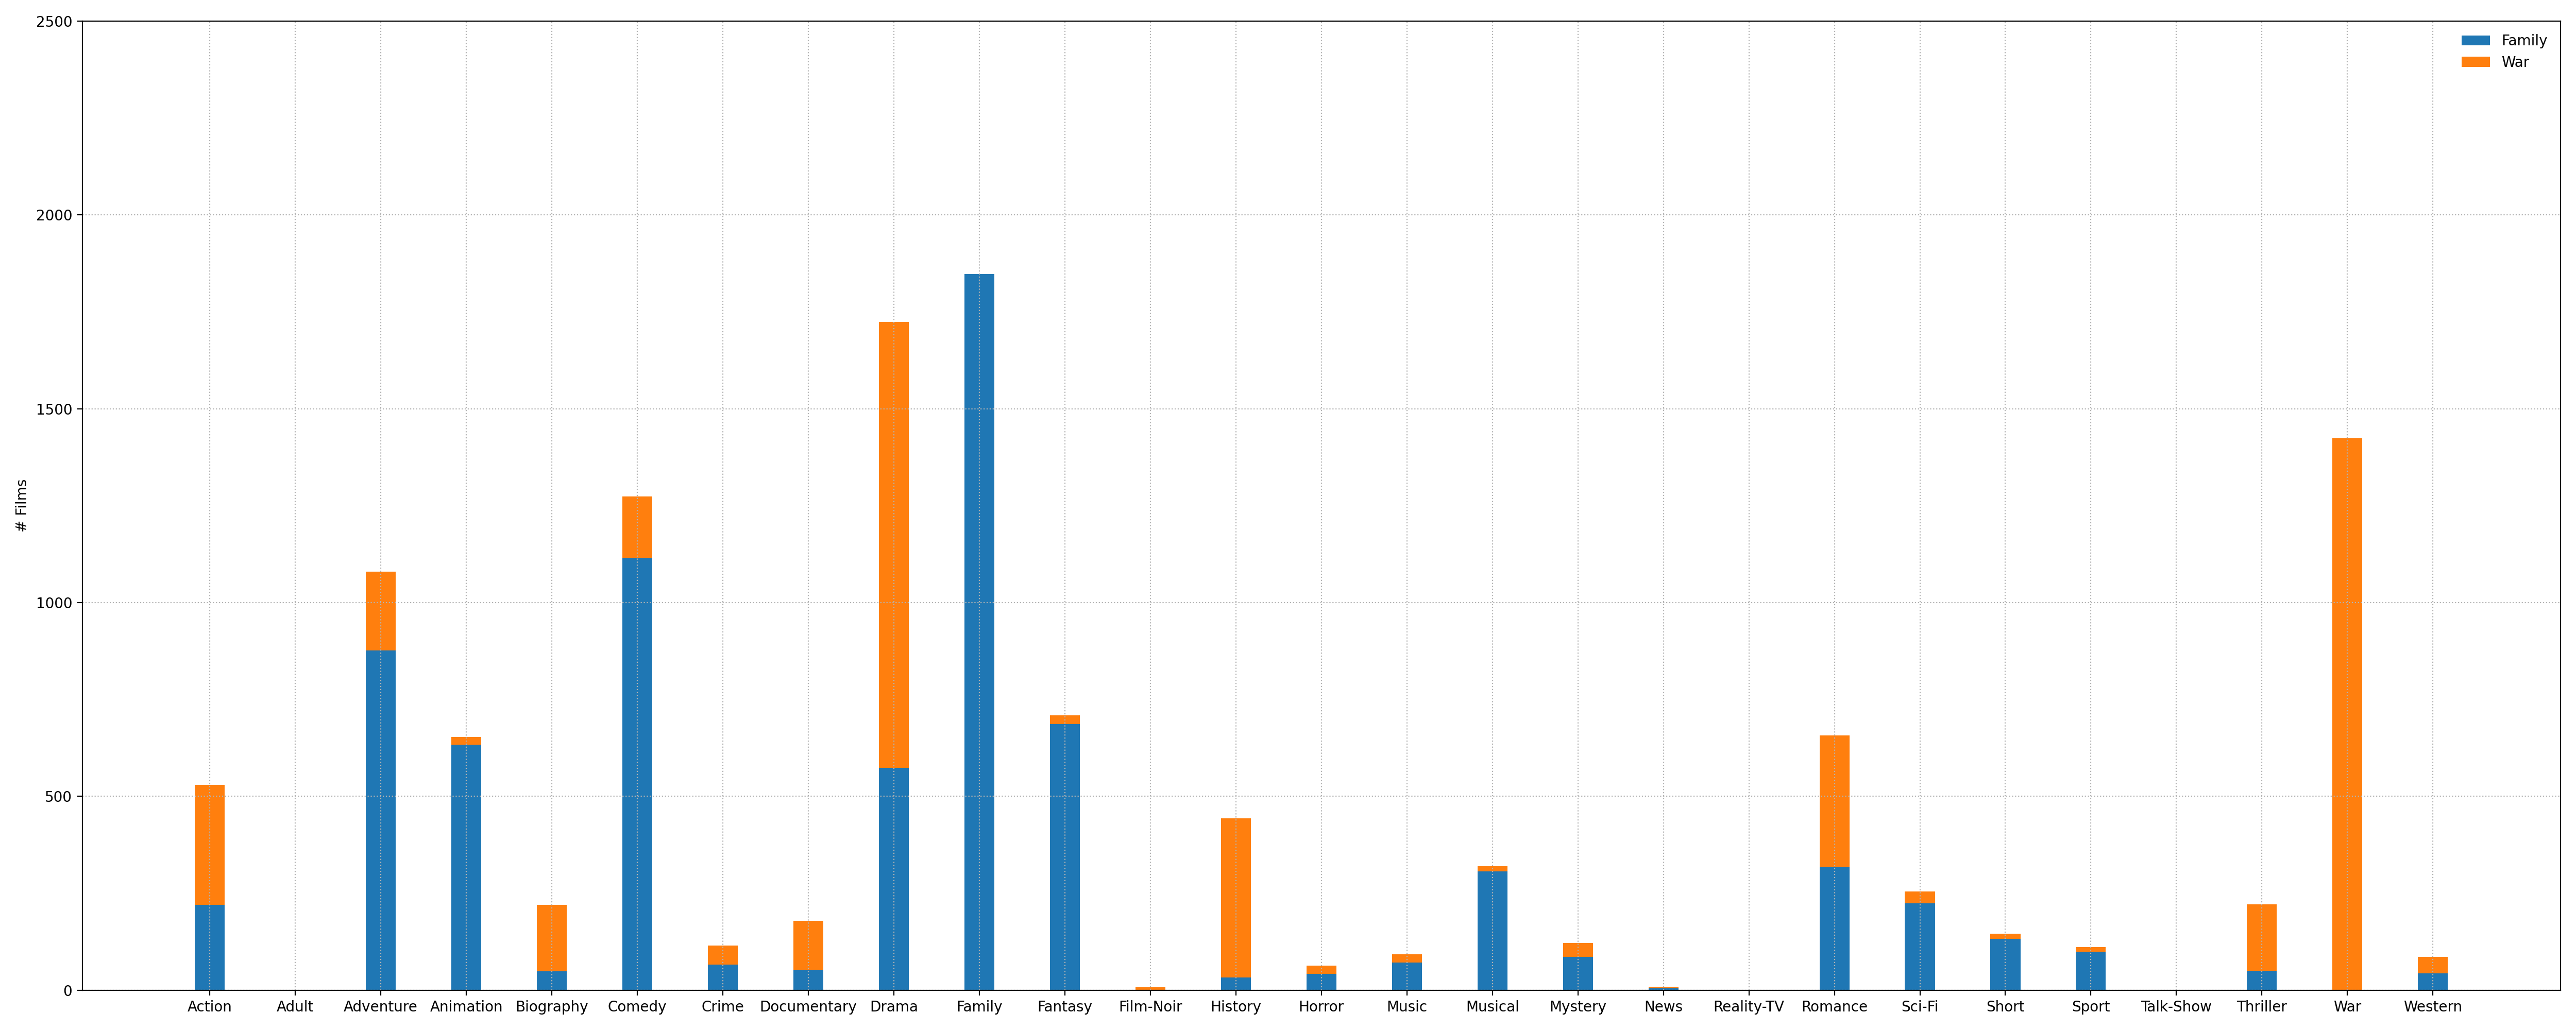 2500
2000
1500
1000
500
0
# Films
Family
War
Action Adult Adventure Animation Biography Comedy Crime Documentary Drama Family Fantasy Film-Noir History Horror Music Musical Mystery News Reality-TV Romance Sci-Fi Short Sport Talk-Show Thriller War Western